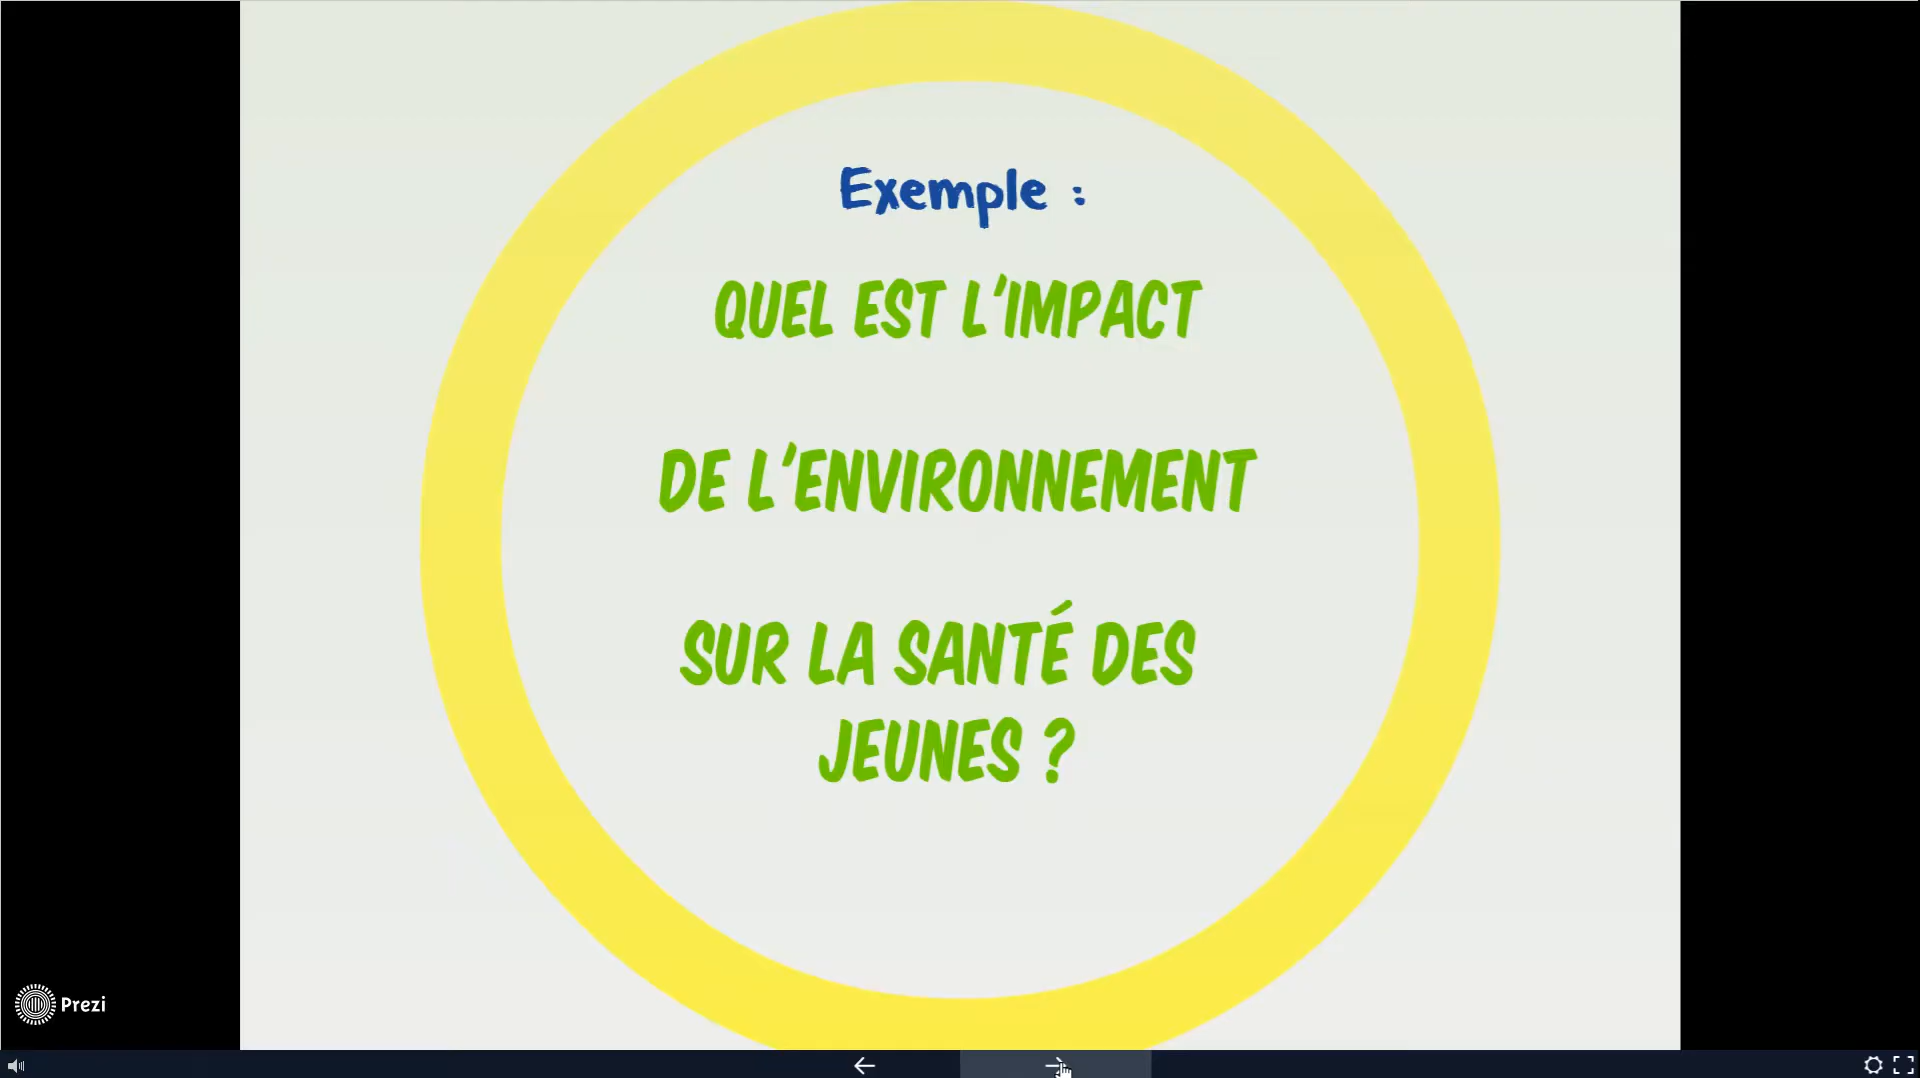 Exemple :
QUEL EST L'IMPACT
DE L'ENVIRONNEMENT
SUR LA SANTÉ DES
JEUNES ?
Prezi